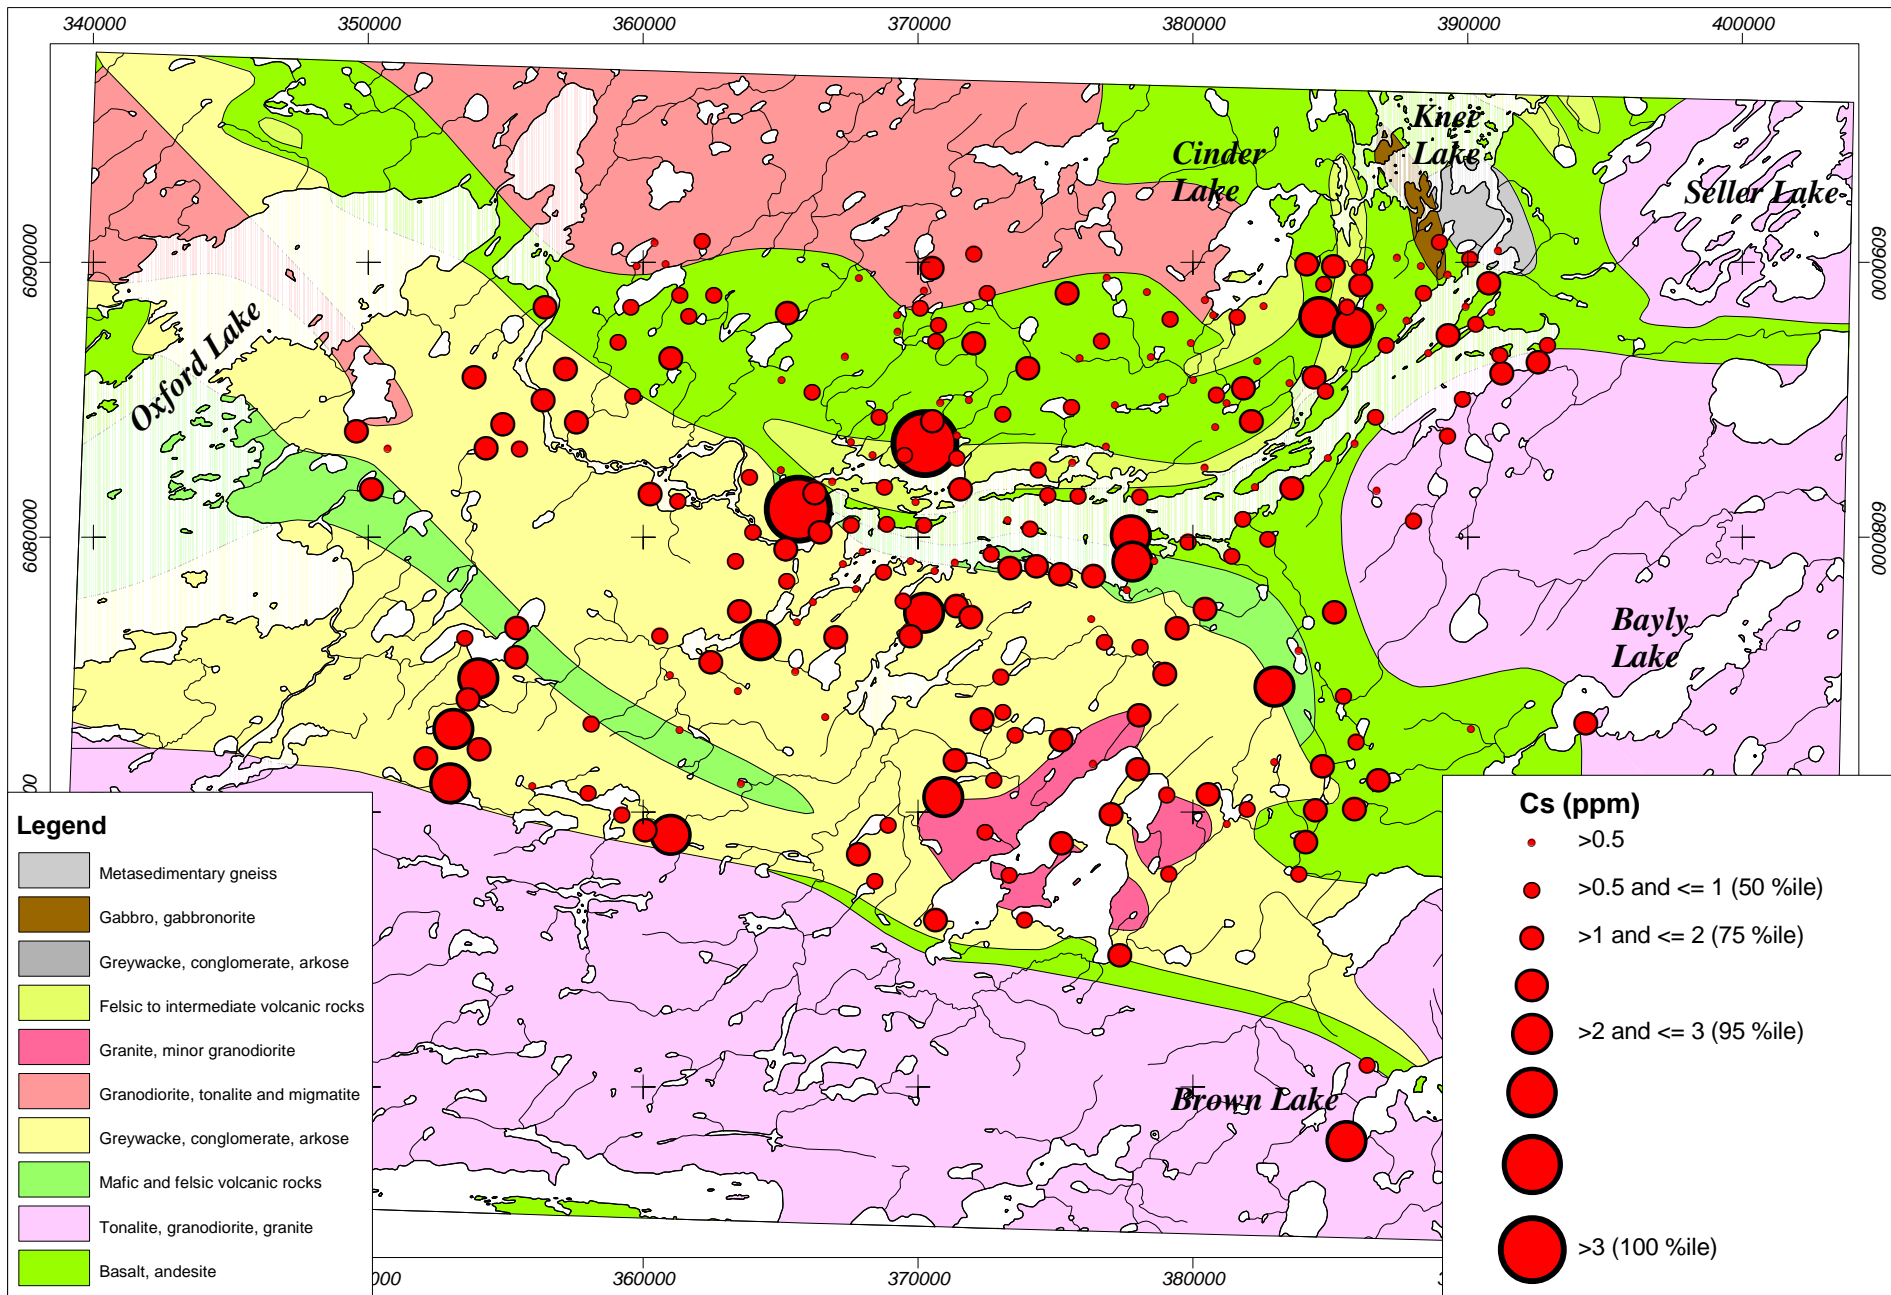 340000 350000 360000 370000 380000 390000 400000
6090000
6090000
Knee
Lake
Cinder
Lake
Seller Lake
Oxford Lake
6080000
6080000
Bayly
Lake
Brown Lake
Legend
Metasedimentary gneiss
Gabbro, gabbronorite
Greywacke, conglomerate, arkose
Felsic to intermediate volcanic rocks
Granite, minor granodiorite
Granodiorite, tonalite and migmatite
Greywacke, conglomerate, arkose
Mafic and felsic volcanic rocks
Tonalite, granodiorite, granite
Basalt, andesite
Cs (ppm)
>0.5
>0.5 and <= 1 (50 %ile)
>1 and <= 2 (75 %ile)
>2 and <= 3 (95 %ile)
>3 (100 %ile)
360000 370000 380000